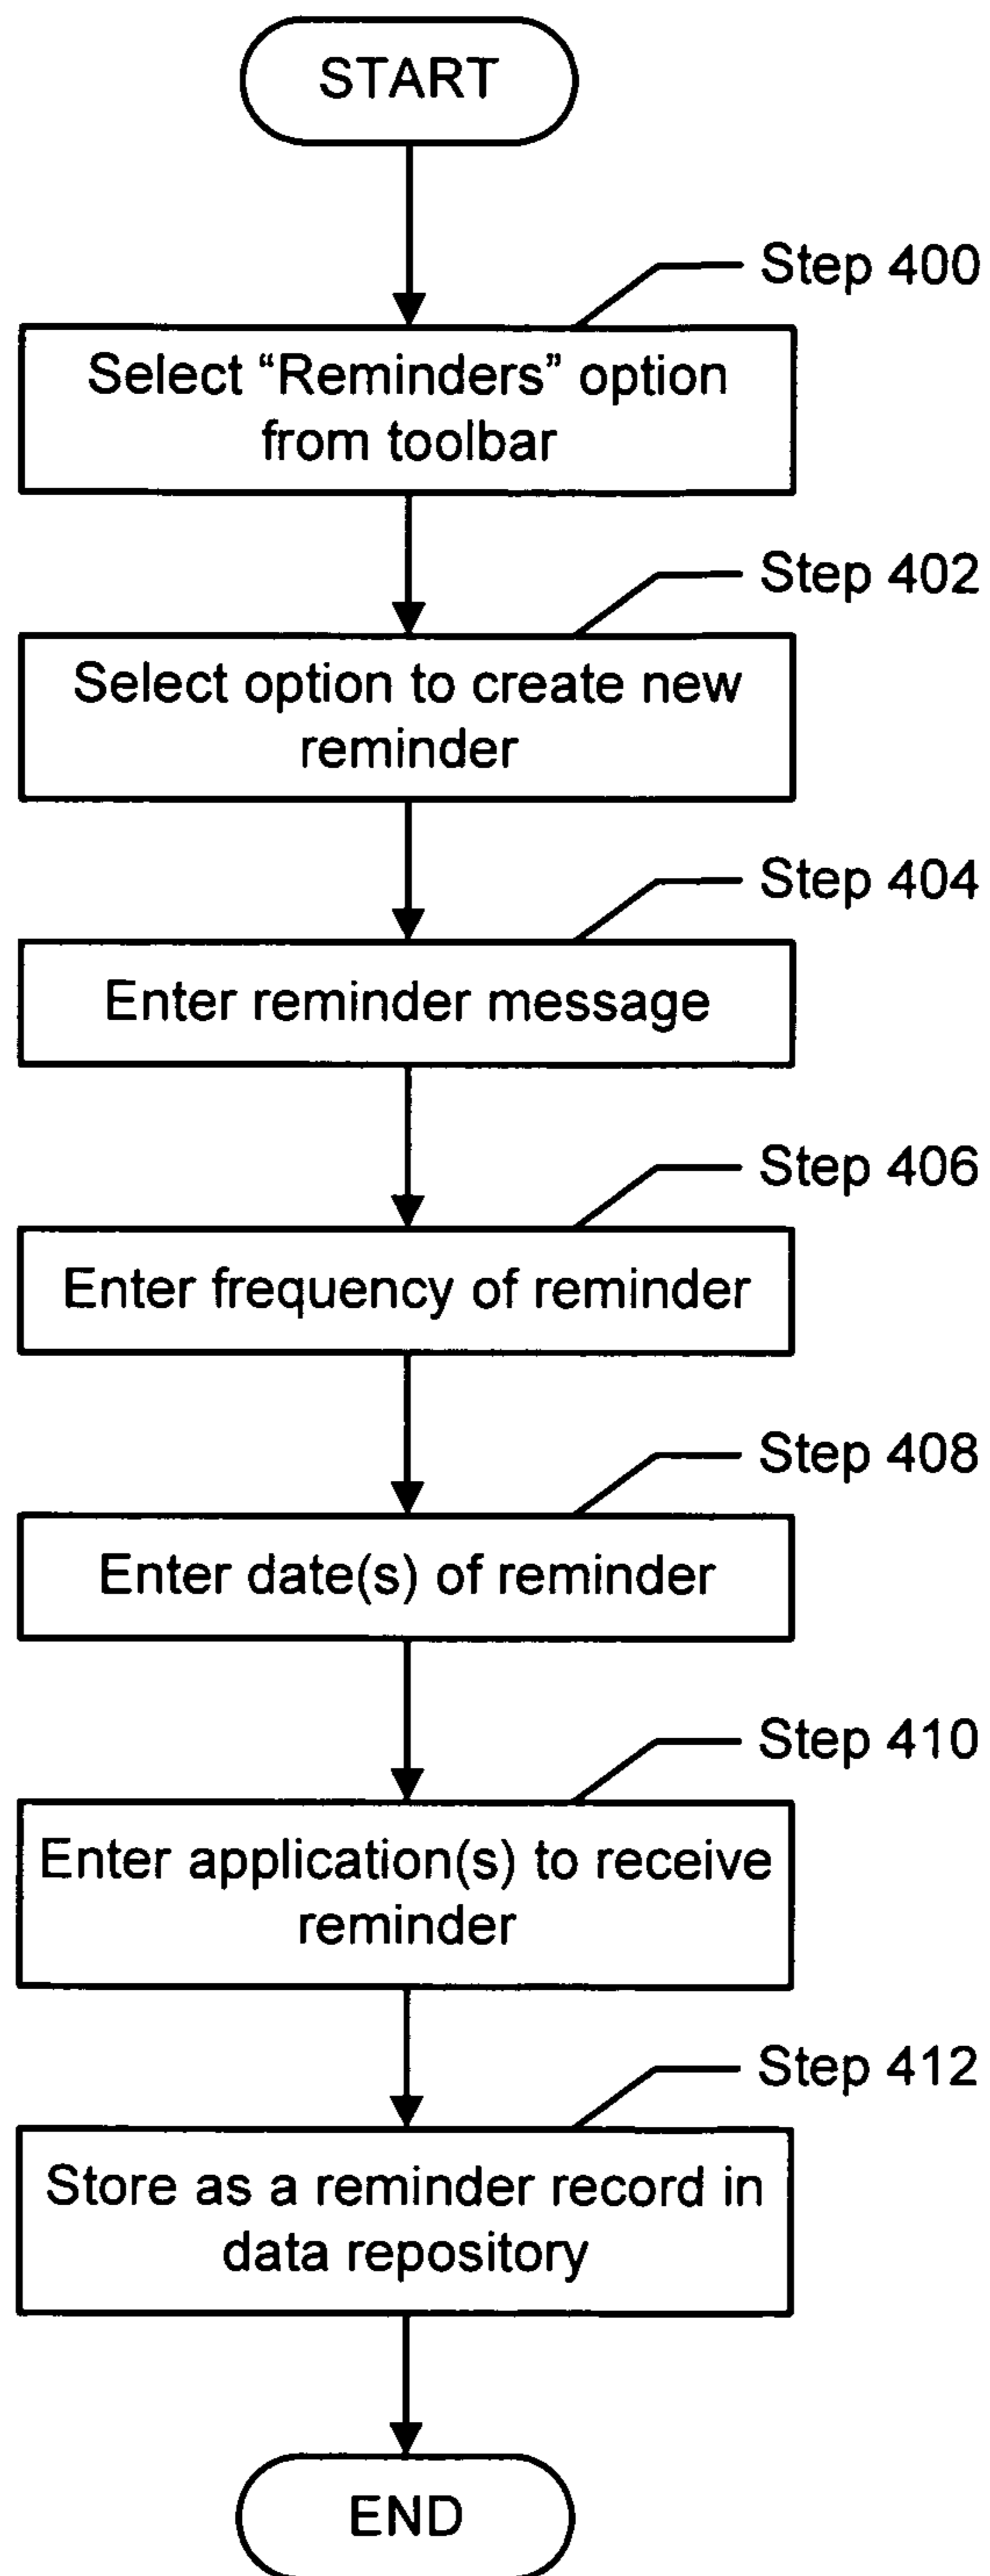 START
Step 400
Select “Reminders” option
from toolbar
Step 402
Select option to create new
reminder
Step 404
Enter reminder message
Step 406
Enter frequency of reminder
Step 408
Enter date(s) of reminder
Step 410
Enter application(s) to receive
reminder
Step 412
Store as a reminder record in
data repository
END